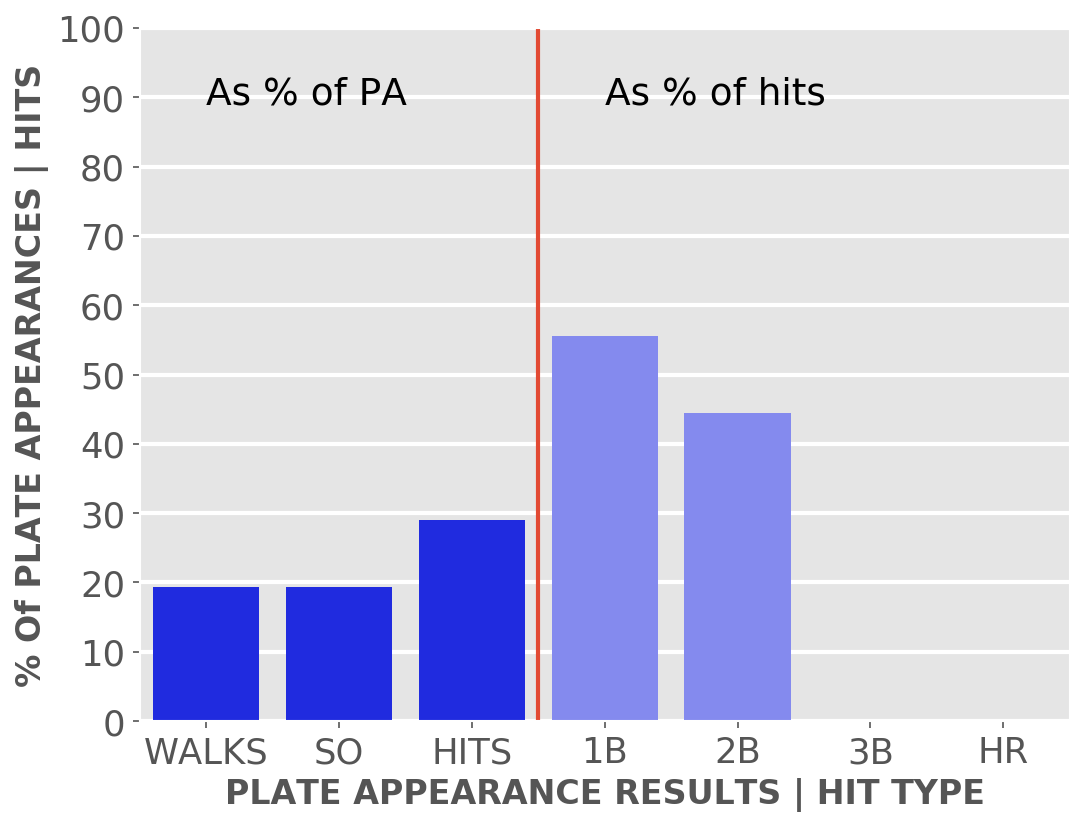 100
90
80
70
60
50
40
30
20
10
0
% Of PLATE APPEARANCES | HITS
As % of PA
As % of hits
WALKS SO HITS 1B 2B 3B HR
PLATE APPEARANCE RESULTS | HIT TYPE